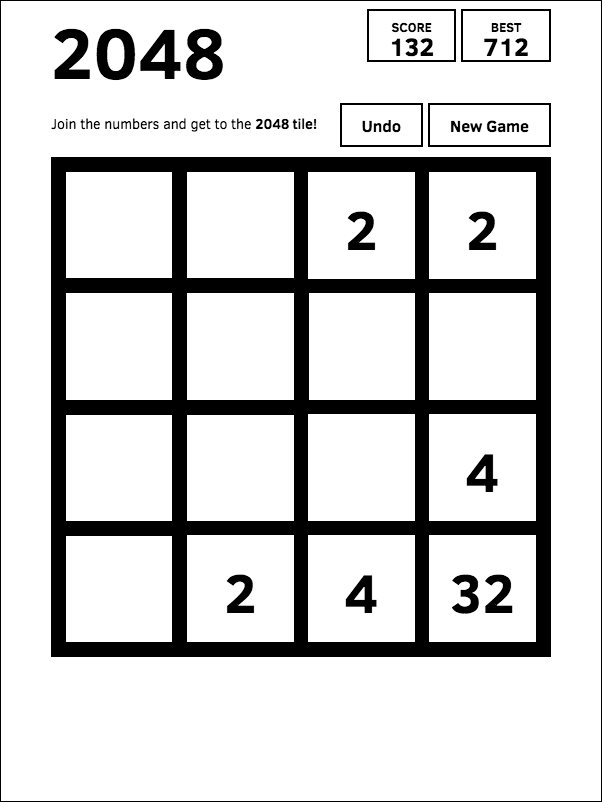 2048
SCORE
132
BEST
712
Join the numbers and get to the 2048 tile!
Undo
New Game
2 2
4
2 4 32